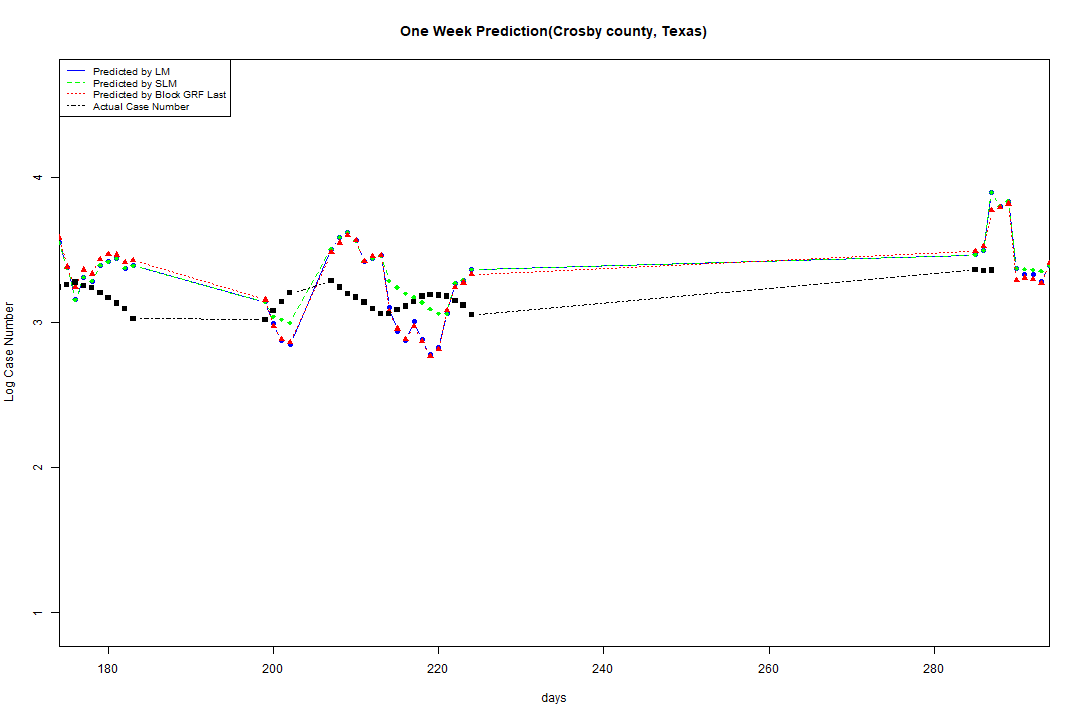 One Week Prediction(Crosby county, Texas)
Predicted by LM
Predicted by SLM
Predicted by Block GRF Last
Actual Case Number
4
3
2
1
Log Case Number
180 200 220 240 260 280
days